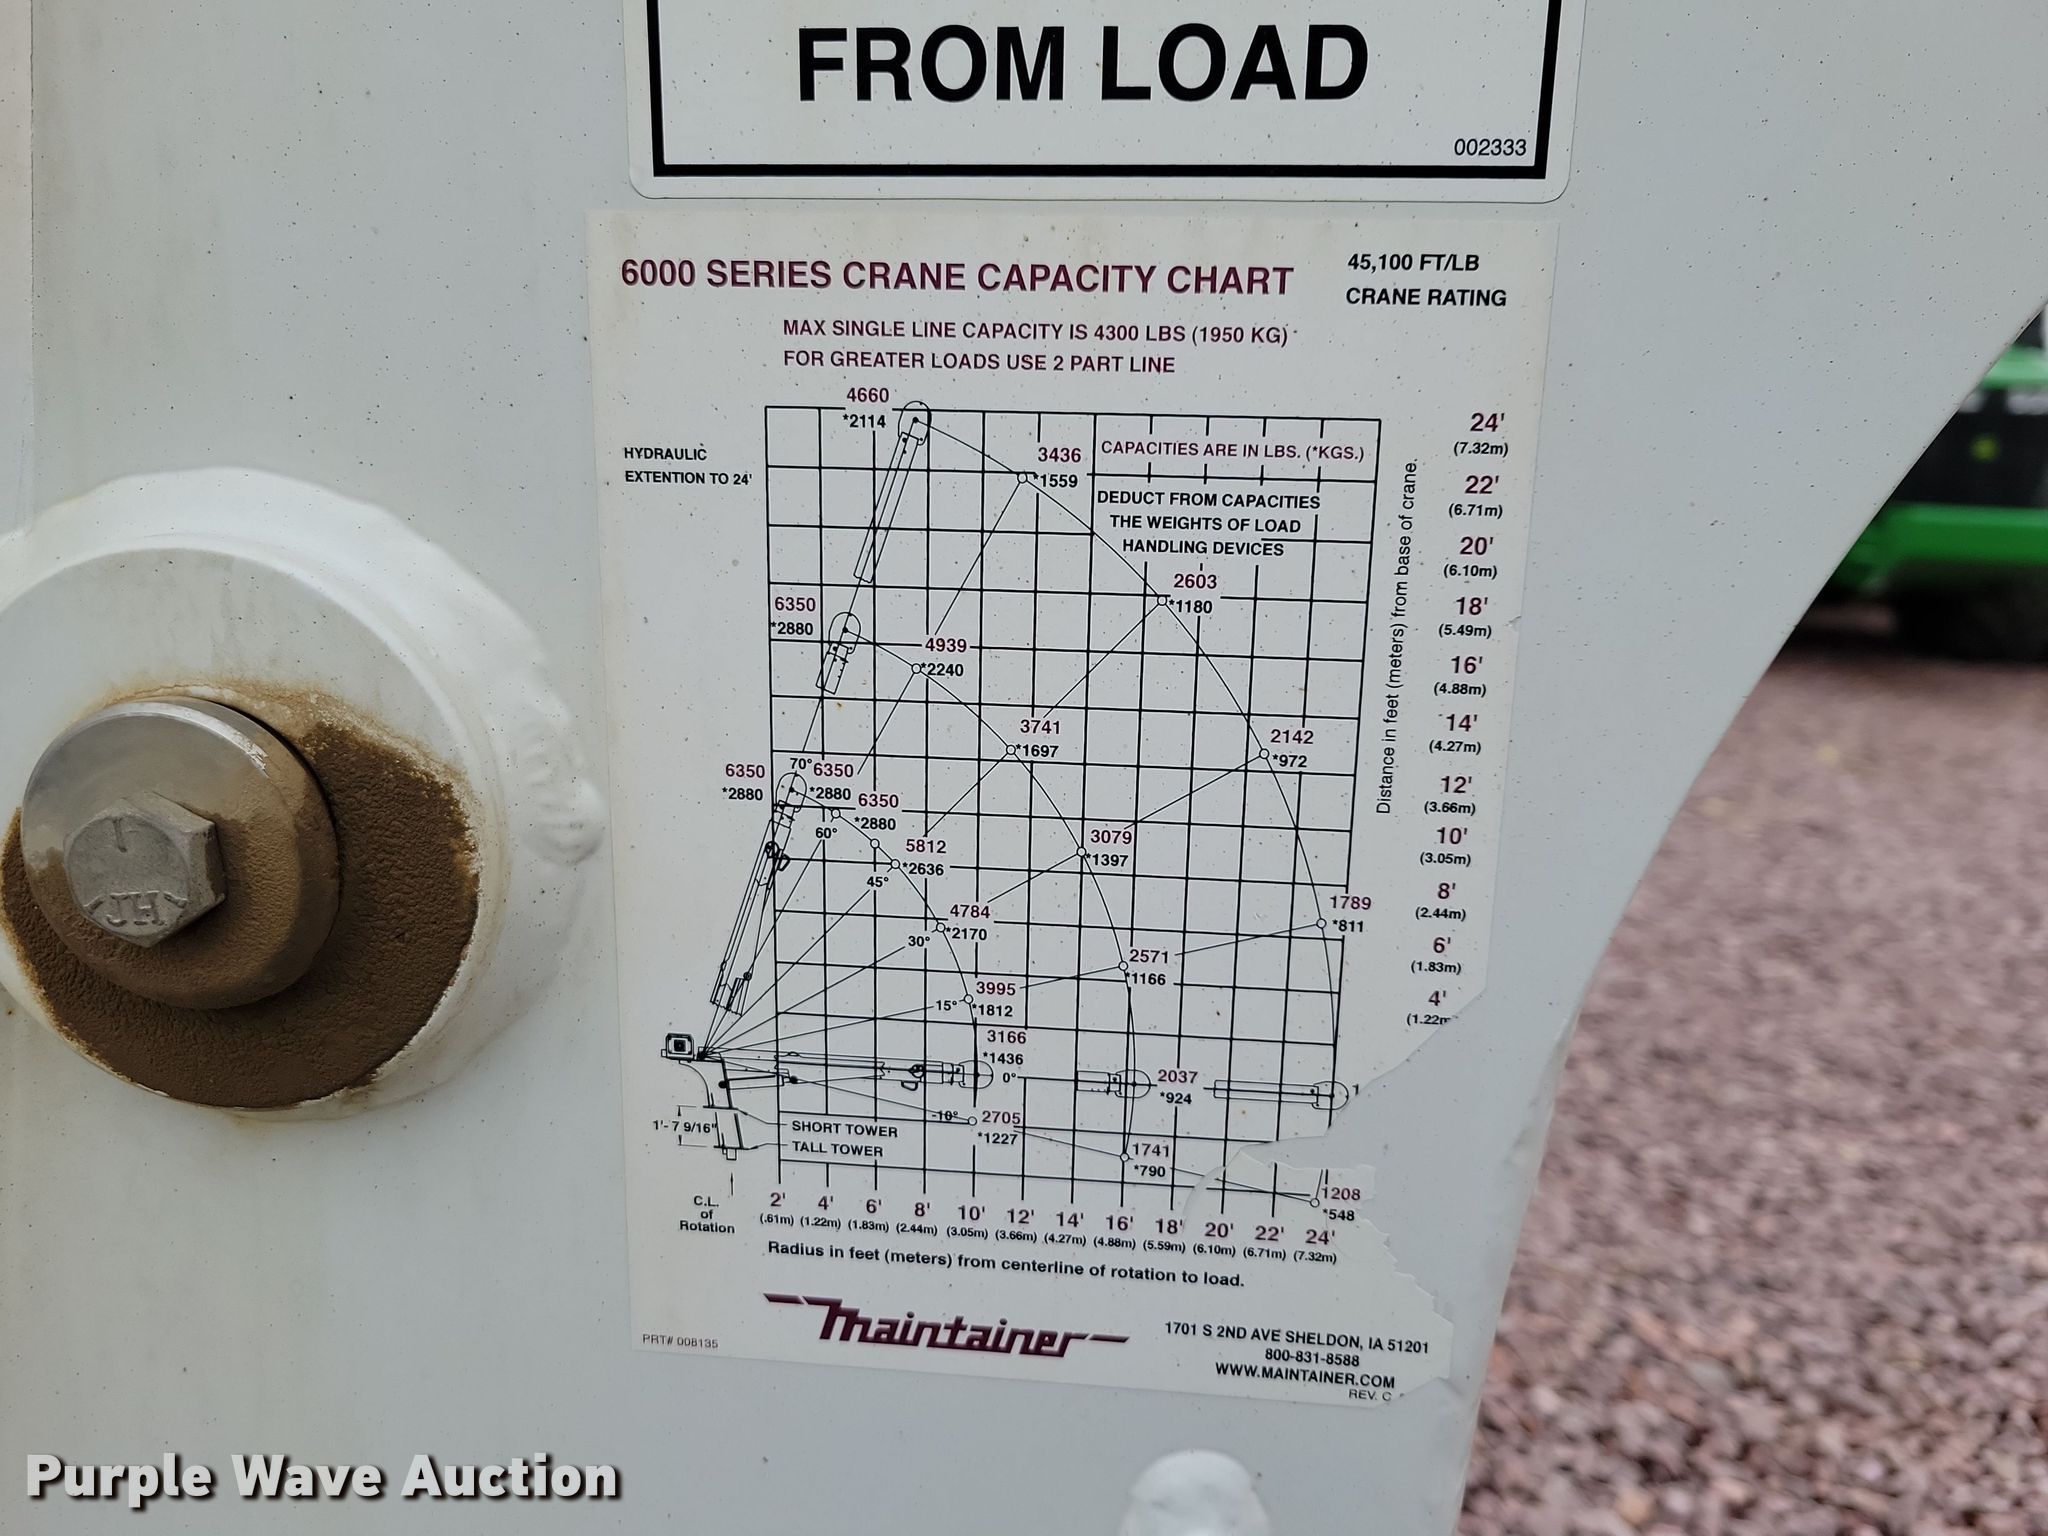 FROM LOAD
002333
6000 SERIES CRANE CAPACITY CHART
45,100 FT/LB
CRANE RATING
MAX SINGLE LINE CAPACITY IS 4300 LBS (1950 KG)
FOR GREATER LOADS USE 2 PART LINE
HYDRAULIC
EXTENTION TO 24'
CAPACITIES ARE IN LBS. (*KGS.)
DEDUCT FROM CAPACITIES
THE WEIGHTS OF LOAD
HANDLING DEVICES
4660
*2114
3436
*1559
2603
*1180
6350
*2880
4939
*2240
3741
*1697
2142
*972
6350
*2880
70°
6350
*2880
6350
*2880
60°
5812
*2636
45°
3079
*1397
4784
*2170
30°
1789
*811
2571
*1166
3995
*1812
15°
3166
*1436
0°
2037
*924
1
-10°
2705
*1227
1741
*790
1208
*548
1'- 7 9/16"
SHORT TOWER
TALL TOWER
Distance in feet (meters) from base of crane.
24'
(7.32m)
22'
(6.71m)
20'
(6.10m)
18'
(5.49m)
16'
(4.88m)
14'
(4.27m)
12'
(3.66m)
10'
(3.05m)
8'
(2.44m)
6'
(1.83m)
4'
(1.22m
C.L.
of
Rotation
2' 4' 6' 8' 10' 12' 14' 16' 18' 20' 22' 24'
(.61m) (1.22m) (1.83m) (2.44m) (3.05m) (3.66m) (4.27m) (4.88m) (5.59m) (6.10m) (6.71m) (7.32m)
Radius in feet (meters) from centerline of rotation to load.
PRT# 008135
Maintainer
1701 S 2ND AVE SHELDON, IA 51201
800-831-8588
WWW.MAINTAINER.COM
REV. C
JH
Purple Wave Auction